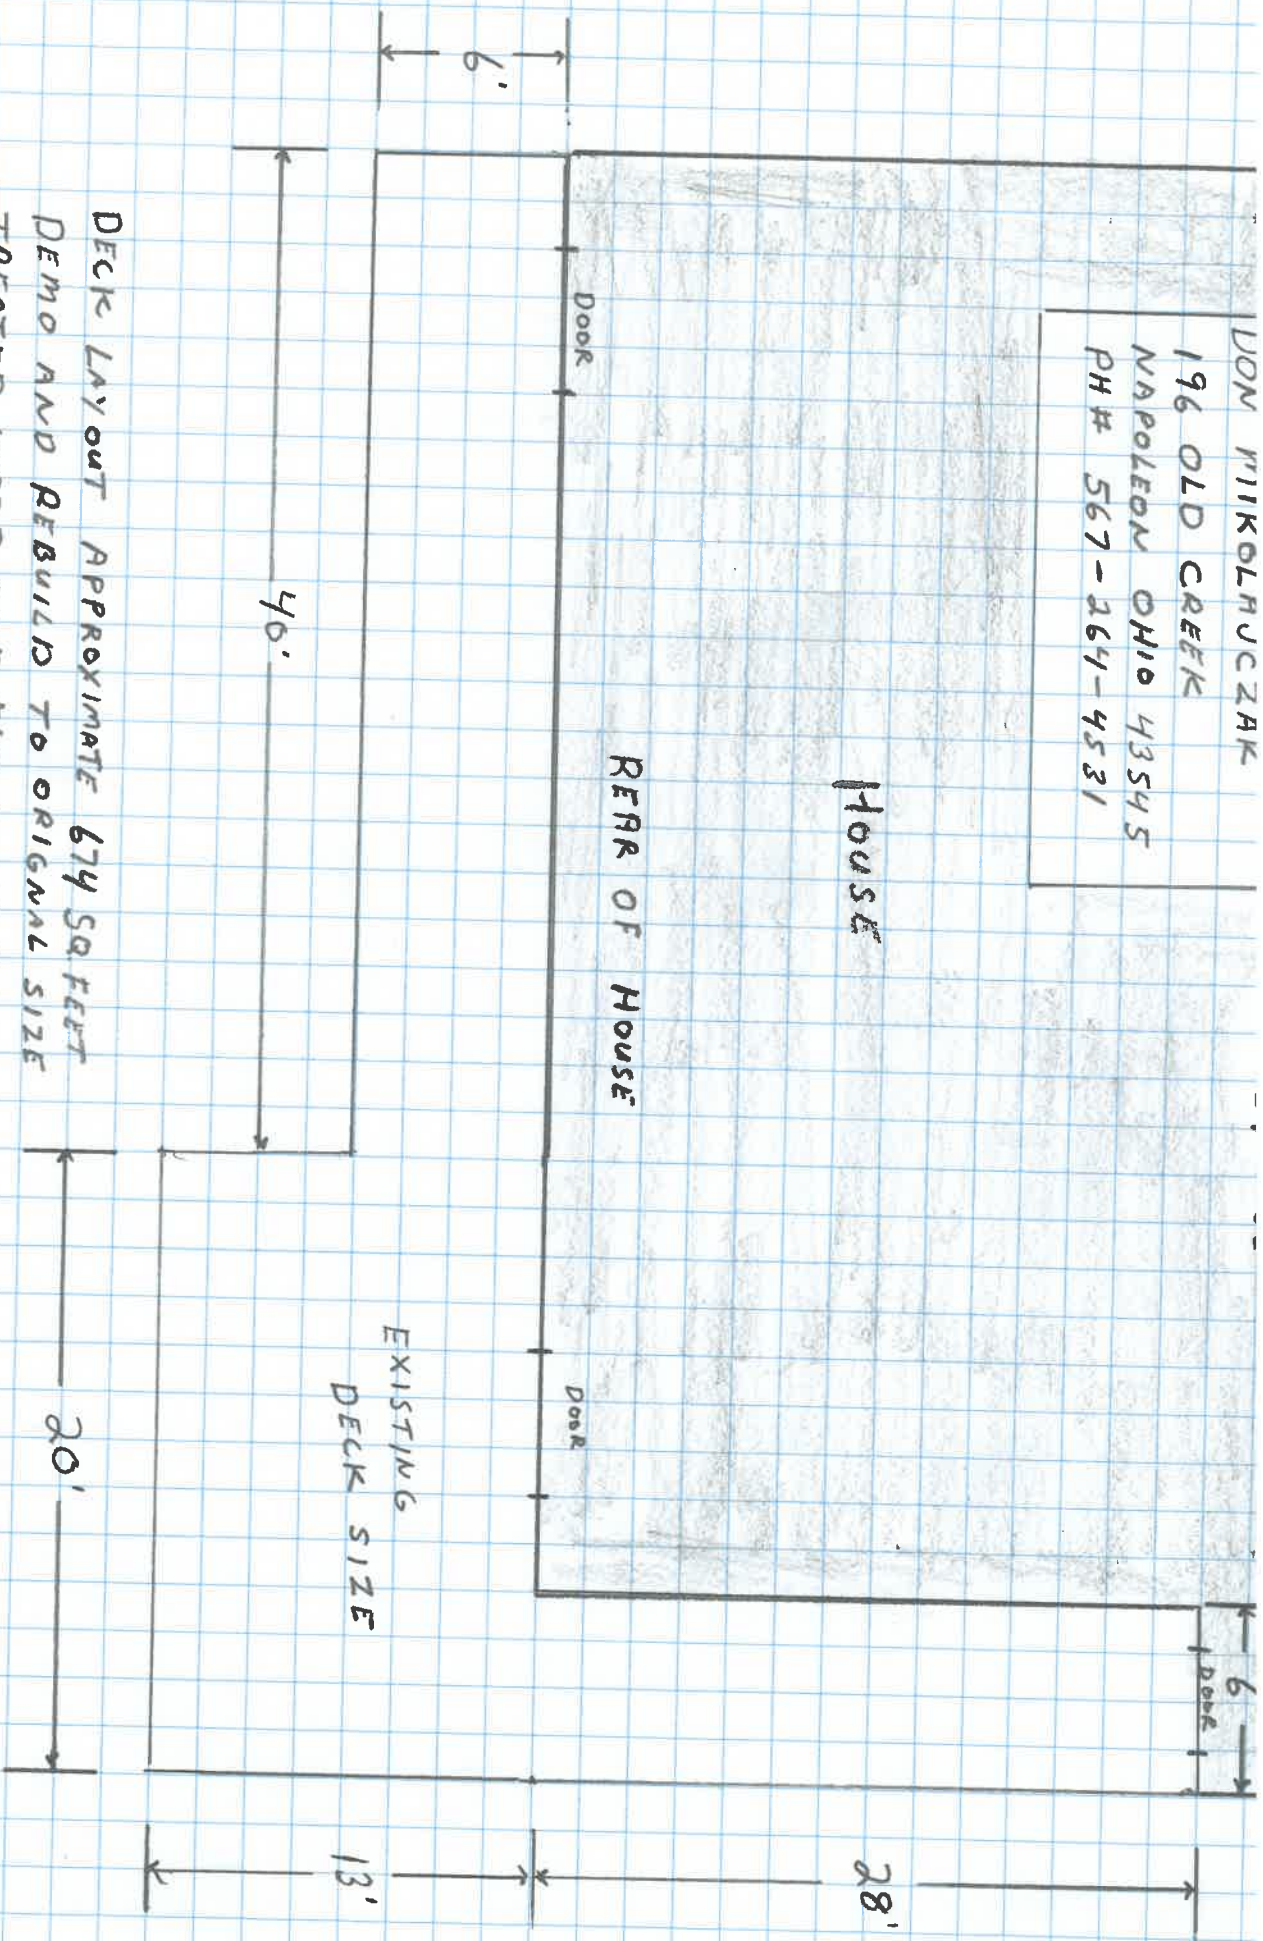 DON MIKOLAJCZAK
196 OLD CREEK
NAPOLEON OHIO 43545
PH # 567-264-4531
6
DOOR
HOUSE
28'
REAR OF HOUSE
DOOR
DOOR
6'
EXISTING
DECK SIZE
13'
40'
20'
DECK LAYOUT APPROXIMATE 674 SQ FEET
DEMO AND REBUILD TO ORIGNAL SIZE